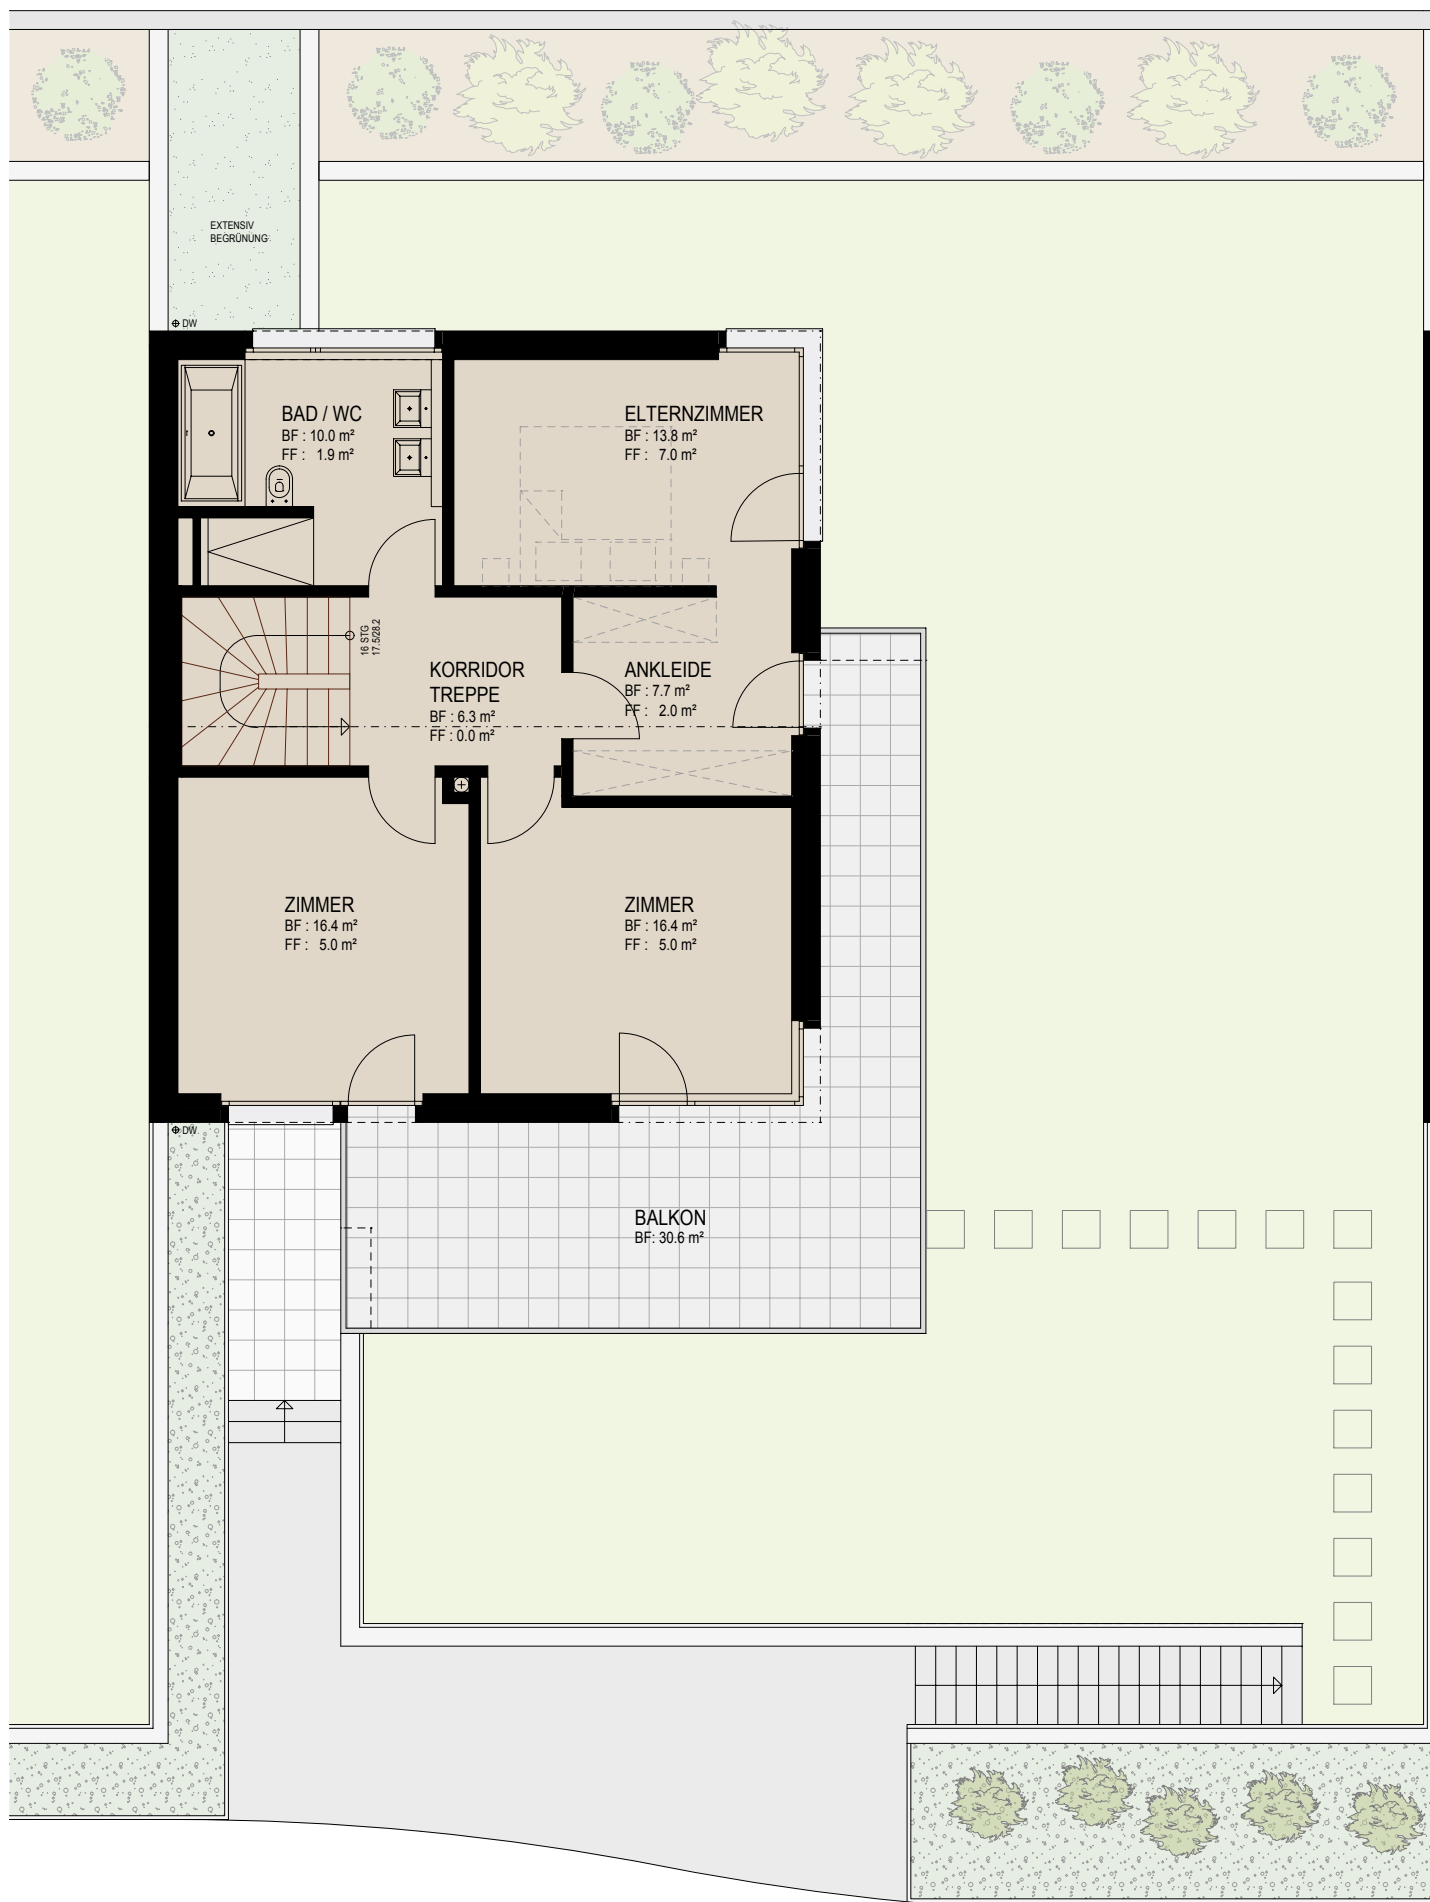 EXTENSIV
BEGRÜNUNG
DW
BAD / WC
BF : 10.0 m²
FF : 1.9 m²
ELTERNZIMMER
BF : 13.8 m²
FF : 7.0 m²
16 STG
17.5/28.2
KORRIDOR
TREPPE
BF : 6.3 m²
FF : 0.0 m²
ANKLEIDE
BF : 7.7 m²
FF : 2.0 m²
ZIMMER
BF : 16.4 m²
FF : 5.0 m²
ZIMMER
BF : 16.4 m²
FF : 5.0 m²
DW
BALKON
BF: 30.6 m²